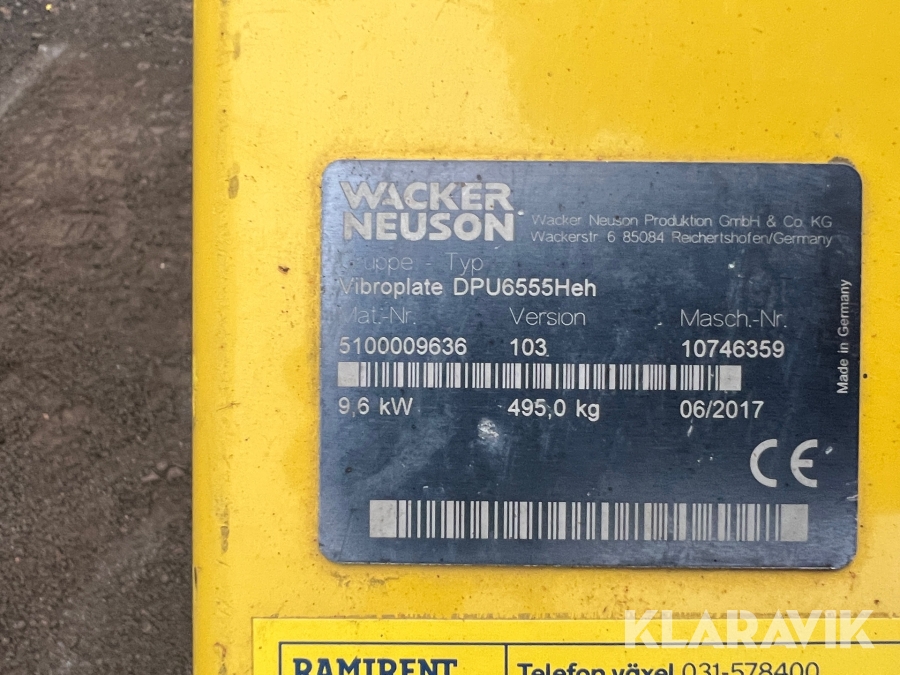 WACKER
NEUSON
Wacker Neuson Produktion GmbH & Co. KG
Wackerstr 6 85084 Reichertshofen/Germany
Gruppe - Typ
Vibroplate DPU6555Heh
Mat.-Nr. Version Masch.-Nr.
5100009636 103 10746359
9,6 kW 495,0 kg 06/2017
Made in Germany
CE
KLARAVIK
RAMIRENT Telefon växel 031-578400